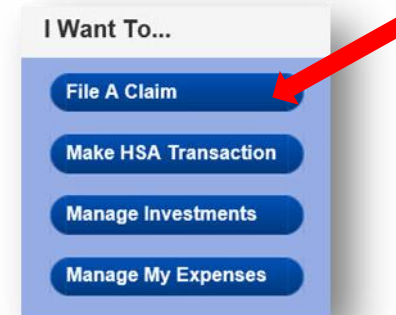 I Want To...
File A Claim
Make HSA Transaction
Manage Investments
Manage My Expenses